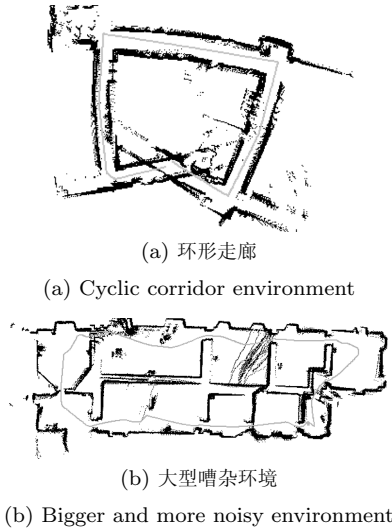 (a) 环形走廊
(a) Cyclic corridor environment
(b) 大型嘈杂环境
(b) Bigger and more noisy environment